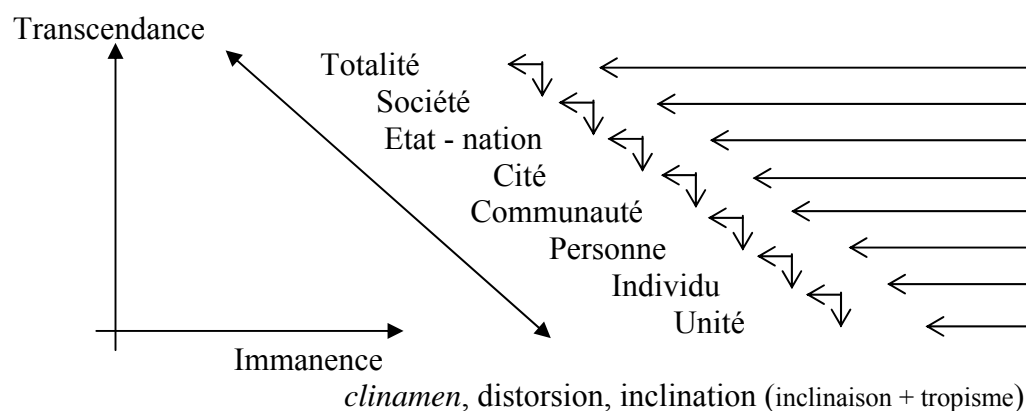 Transcendance
Totalité
Société
Etat - nation
Cité
Communauté
Personne
Individu
Unité
Immanence
clinamen, distorsion, inclination (inclinaison + tropisme)